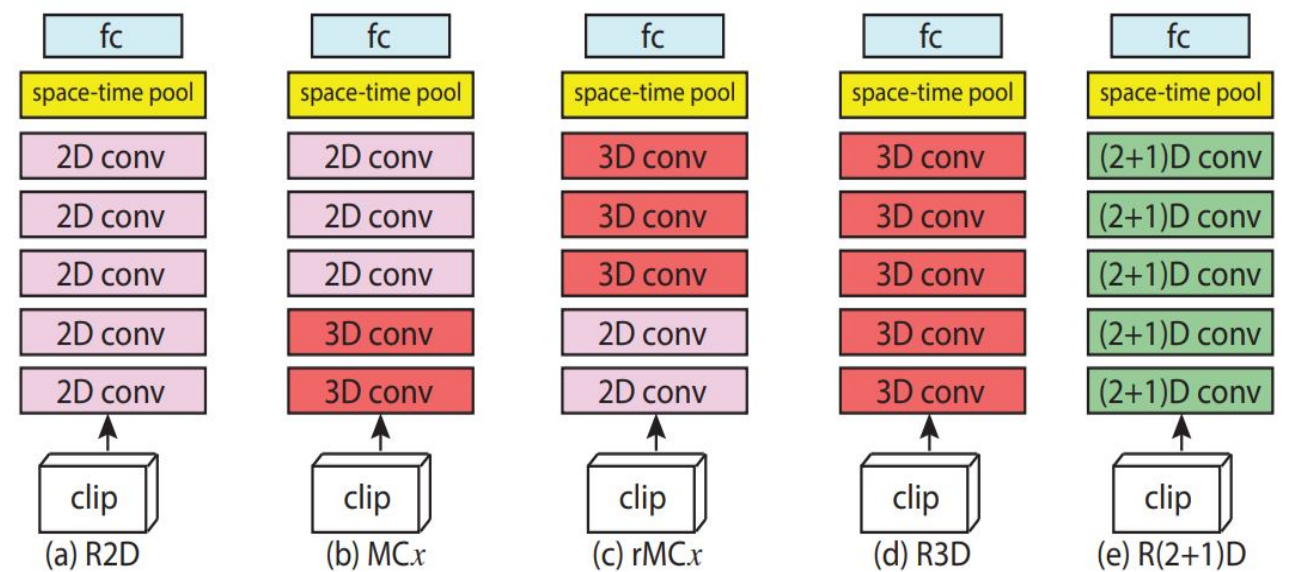 fc fc fc fc fc
space-time pool space-time pool space-time pool space-time pool space-time pool
2D conv 2D conv 3D conv 3D conv (2+1)D conv
2D conv 2D conv 3D conv 3D conv (2+1)D conv
2D conv 2D conv 3D conv 3D conv (2+1)D conv
2D conv 3D conv 2D conv 3D conv (2+1)D conv
2D conv 3D conv 2D conv 3D conv (2+1)D conv
clip clip clip clip clip
(a) R2D (b) MCx (c) rMCx (d) R3D (e) R(2+1)D